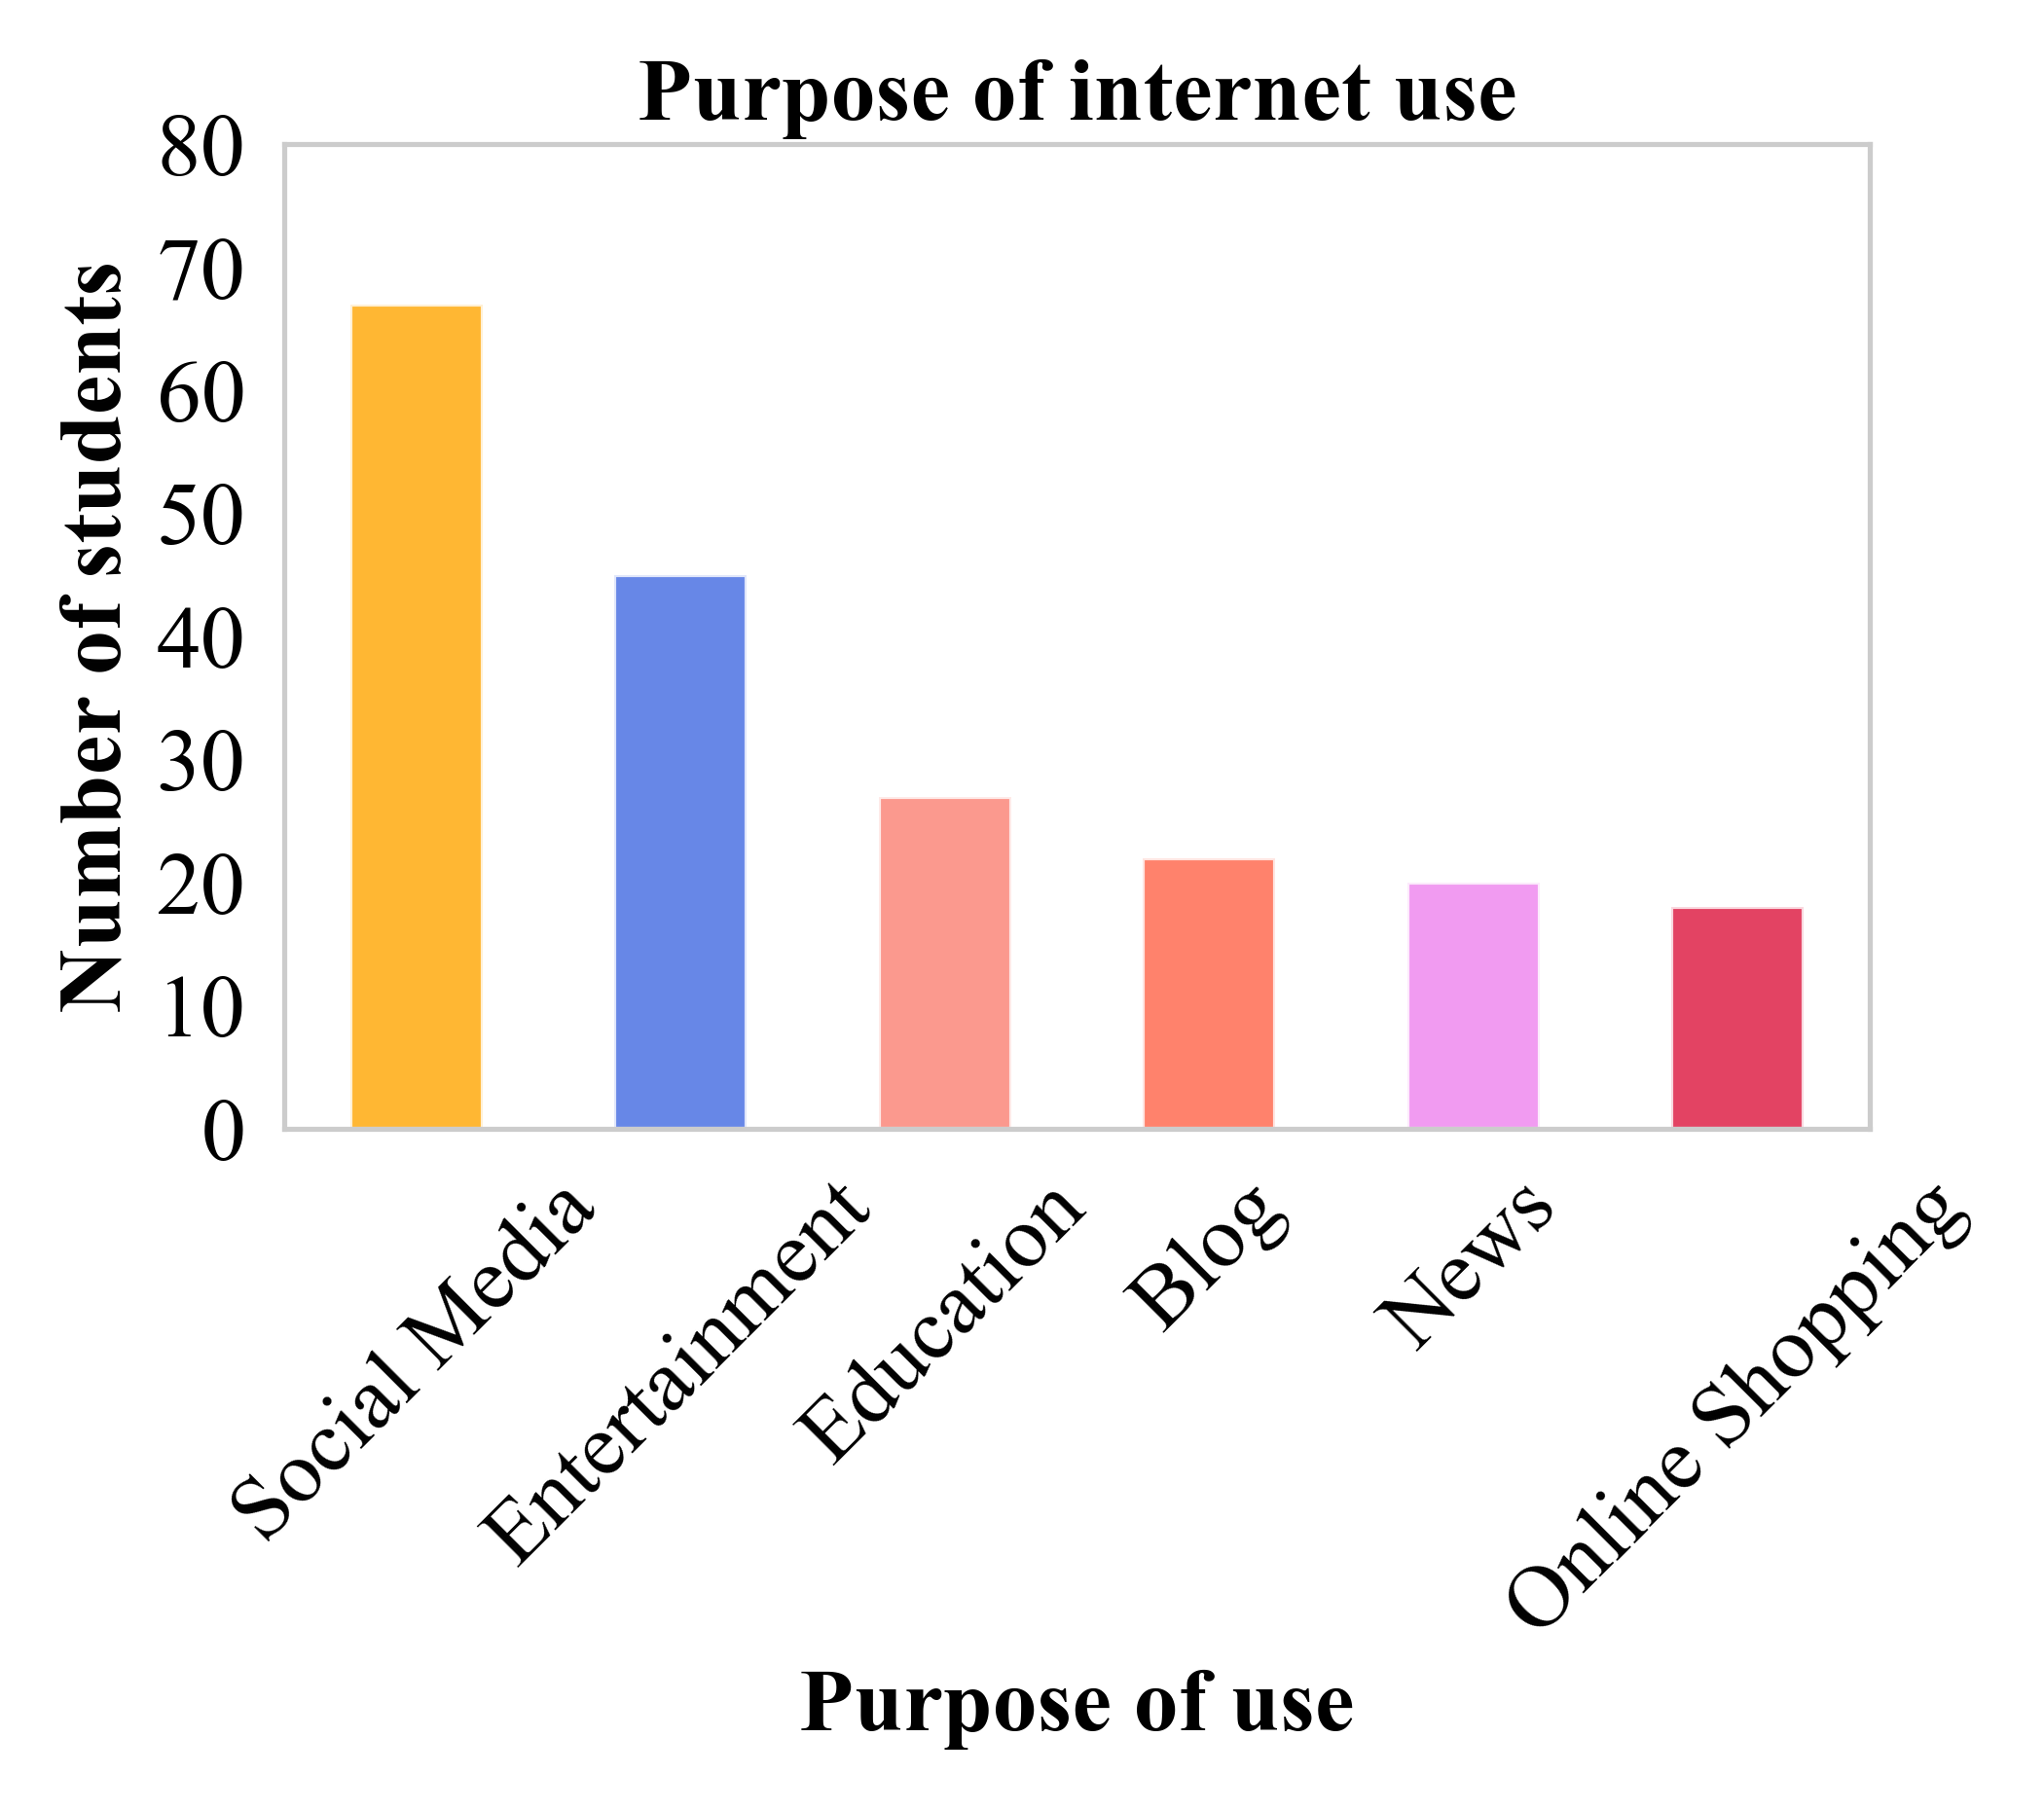 Purpose of internet use
80
70
60
50
40
30
20
10
0
Number of students
Social Media
Entertainment
Education
Blog
News
Online Shopping
Purpose of use